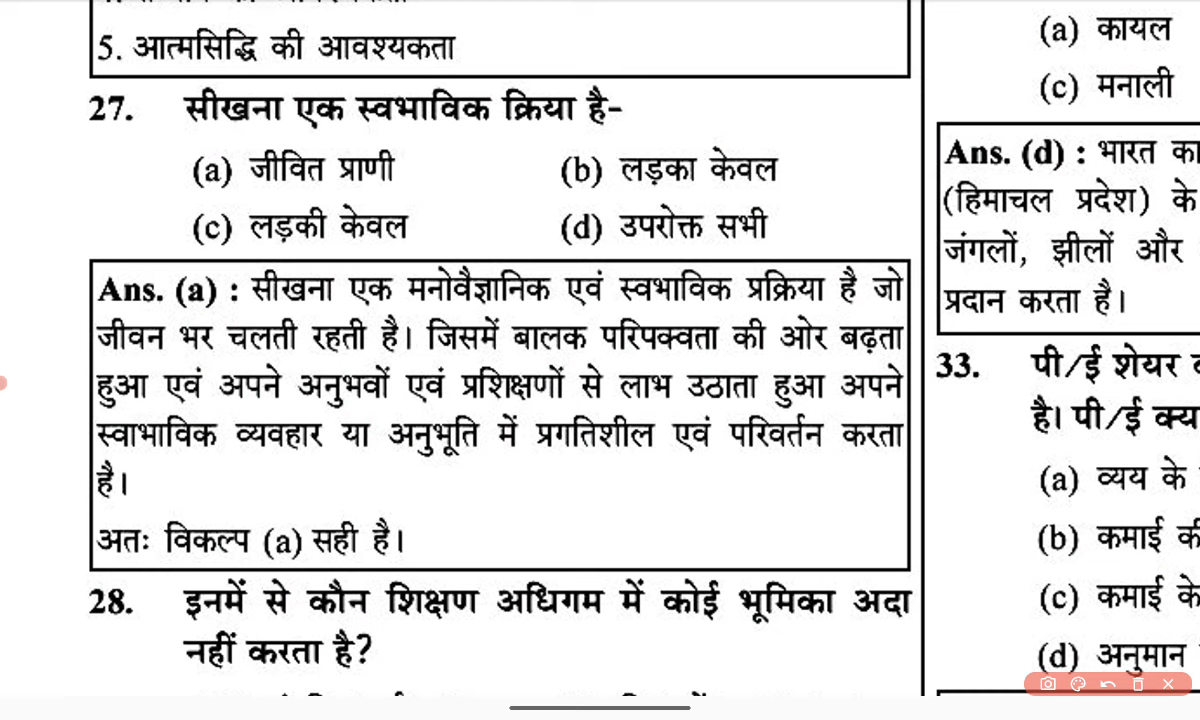 5. आत्मसिद्धि की आवश्यकता
27. सीखना एक स्वभाविक क्रिया है-
(a) जीवित प्राणी (b) लड़का केवल
(c) लड़की केवल (d) उपरोक्त सभी
Ans. (a) : सीखना एक मनोवैज्ञानिक एवं स्वभाविक प्रक्रिया है जो
जीवन भर चलती रहती है। जिसमें बालक परिपक्वता की ओर बढ़ता
हुआ एवं अपने अनुभवों एवं प्रशिक्षणों से लाभ उठाता हुआ अपने
स्वाभाविक व्यवहार या अनुभूति में प्रगतिशील एवं परिवर्तन करता
है।
अतः विकल्प (a) सही है।
28. इनमें से कौन शिक्षण अधिगम में कोई भूमिका अदा
नहीं करता है?
(a) कायल
(c) मनाली
Ans. (d) : भारत का
(हिमाचल प्रदेश) के
जंगलों, झीलों और
प्रदान करता है।
33. पी/ई शेयर
है। पी/ई
(a) व्यय के
(b) कमाई की
(c) कमाई के
(d) अनुमान